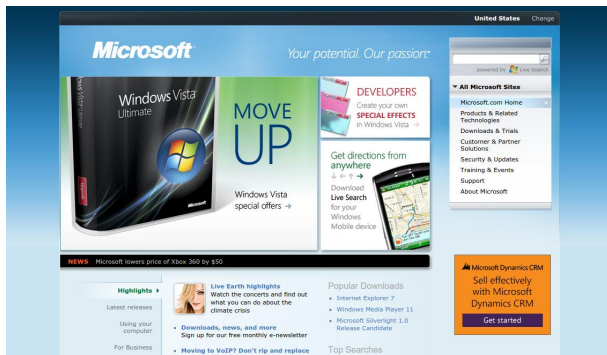 United States Change
Microsoft
Your potential. Our passion.™
powered by Live Search
All Microsoft Sites
Microsoft.com Home
Products & Related
Technologies
Downloads & Trials
Customer & Partner
Solutions
Security & Updates
Training & Events
Support
About Microsoft
Windows Vista
Ultimate
Microsoft
MOVE
UP
Windows Vista
special offers →
DEVELOPERS
Create your own
SPECIAL EFFECTS
in Windows Vista →
Get directions from
anywhere
↓ ← ↑ →
Download
Live Search
for your
Windows
Mobile device
NEWS Microsoft lowers price of Xbox 360 by $50
Highlights
Latest releases
Using your
computer
For Business
Live Earth highlights
Watch the concerts and find out
what you can do about the
climate crisis
• Downloads, news, and more
Sign up for our free monthly e-newsletter
• Moving to VoIP? Don't rip and replace
Popular Downloads
• Internet Explorer 7
• Windows Media Player 11
• Microsoft Silverlight 1.0
Release Candidate
Top Searches
Microsoft Dynamics CRM
Sell effectively
with Microsoft
Dynamics CRM
Get started